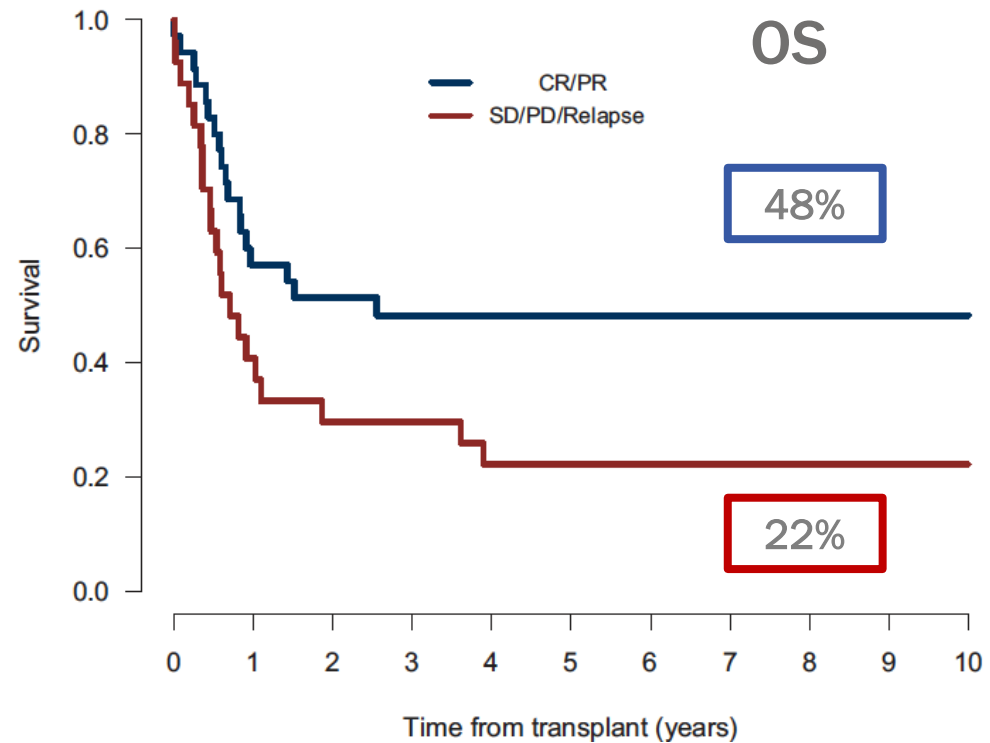 OS
CR/PR
SD/PD/Relapse
48%
22%
Survival
1.0
0.8
0.6
0.4
0.2
0.0
0 1 2 3 4 5 6 7 8 9 10
Time from transplant (years)